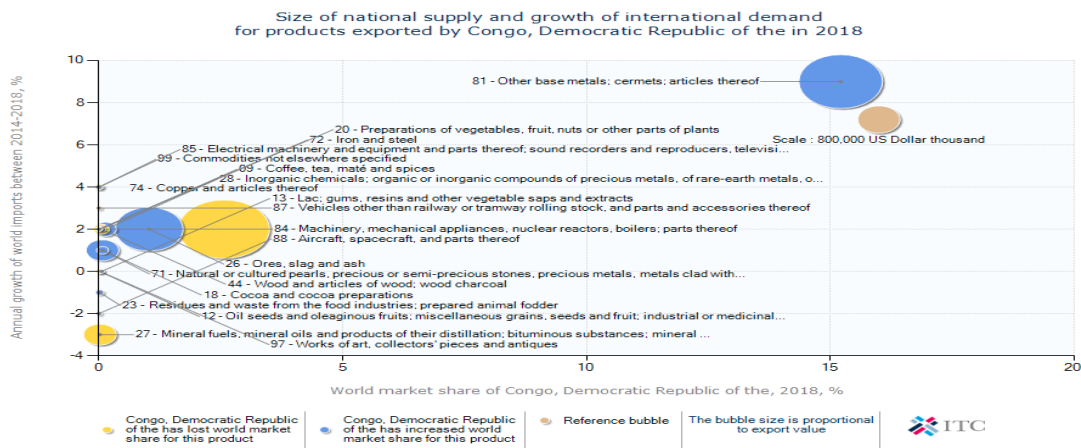 Size of national supply and growth of international demand
for products exported by Congo, Democratic Republic of the in 2018
Annual growth of world imports between 2014-2018, %
10
8
6
4
2
0
-2
-4
81 - Other base metals; cermets; articles thereof
Scale : 800,000 US Dollar thousand
20 - Preparations of vegetables, fruit, nuts or other parts of plants
72 - Iron and steel
85 - Electrical machinery and equipment and parts thereof; sound recorders and reproducers, televisi...
99 - Commodities not elsewhere specified
09 - Coffee, tea, maté and spices
28 - Inorganic chemicals; organic or inorganic compounds of precious metals, of rare-earth metals, o...
74 - Copper and articles thereof
13 - Lac; gums, resins and other vegetable saps and extracts
87 - Vehicles other than railway or tramway rolling stock, and parts and accessories thereof
84 - Machinery, mechanical appliances, nuclear reactors, boilers; parts thereof
88 - Aircraft, spacecraft, and parts thereof
26 - Ores, slag and ash
71 - Natural or cultured pearls, precious or semi-precious stones, precious metals, metals clad with...
44 - Wood and articles of wood; wood charcoal
18 - Cocoa and cocoa preparations
23 - Residues and waste from the food industries; prepared animal fodder
12 - Oil seeds and oleaginous fruits; miscellaneous grains, seeds and fruit; industrial or medicinal...
27 - Mineral fuels, mineral oils and products of their distillation; bituminous substances; mineral ...
97 - Works of art, collectors' pieces and antiques
0 5 10 15 20
World market share of Congo, Democratic Republic of the, 2018, %
Congo, Democratic Republic
of the has lost world market
share for this product
Congo, Democratic Republic
of the has increased world
market share for this product
Reference bubble
The bubble size is proportional
to export value
ITC